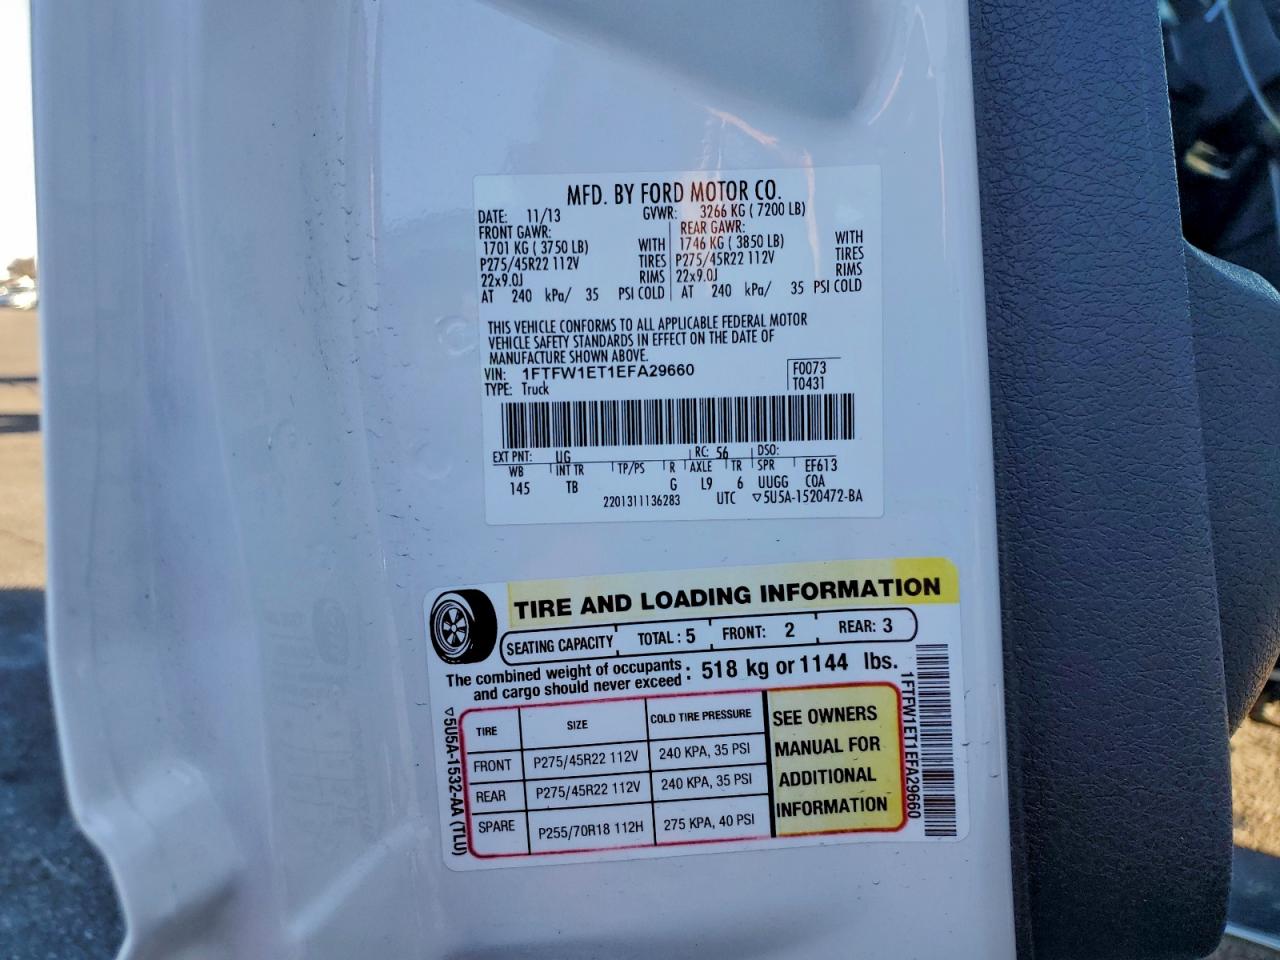 MFD. BY FORD MOTOR CO.
DATE: 11/13 GVWR: 3266 KG ( 7200 LB)
FRONT GAWR: REAR GAWR:
1701 KG ( 3750 LB) WITH 1746 KG ( 3850 LB) WITH
P275/45R22 112V TIRES P275/45R22 112V TIRES
22x9.0J RIMS 22x9.0J RIMS
AT 240 kPa/ 35 PSI COLD AT 240 kPa/ 35 PSI COLD
THIS VEHICLE CONFORMS TO ALL APPLICABLE FEDERAL MOTOR
VEHICLE SAFETY STANDARDS IN EFFECT ON THE DATE OF
MANUFACTURE SHOWN ABOVE.
VIN: 1FTFW1ET1EFA29660 F0073
TYPE: Truck T0431
EXT PNT: UG RC: 56 DSO:
WB INT TR TP/PS R AXLE TR SPR EF613
145 TB G L9 6 UUGG COA
2201311136283 UTC ▽5U5A-1520472-BA
TIRE AND LOADING INFORMATION
SEATING CAPACITY TOTAL : 5 FRONT: 2 REAR: 3
The combined weight of occupants
and cargo should never exceed : 518 kg or 1144 lbs.
TIRE SIZE COLD TIRE PRESSURE
FRONT P275/45R22 112V 240 KPA, 35 PSI
REAR P275/45R22 112V 240 KPA, 35 PSI
SPARE P255/70R18 112H 275 KPA, 40 PSI
SEE OWNERS
MANUAL FOR
ADDITIONAL
INFORMATION
▽5U5A-1532-AA (TLU)
1FTFW1ET1EFA29660